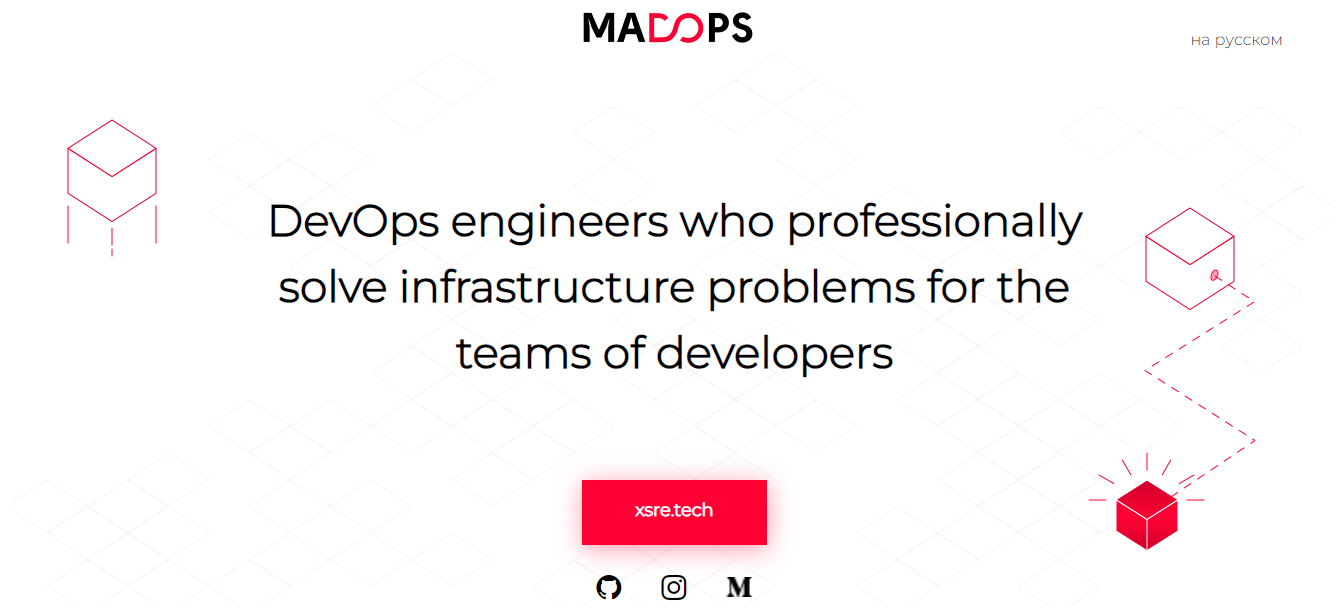 MADOPS
на русском
DevOps engineers who professionally
solve infrastructure problems for the
teams of developers
xsre.tech
M